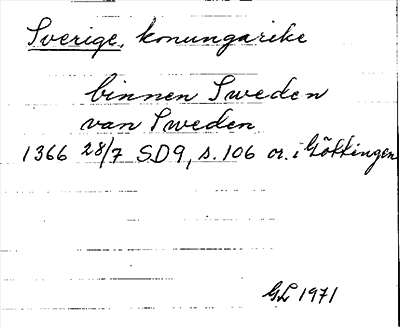 Sverige, konungarike
binnen Sweden
van Sweden
1366 28/7 SD9, s. 106 or. i Göttingen
GL 1971